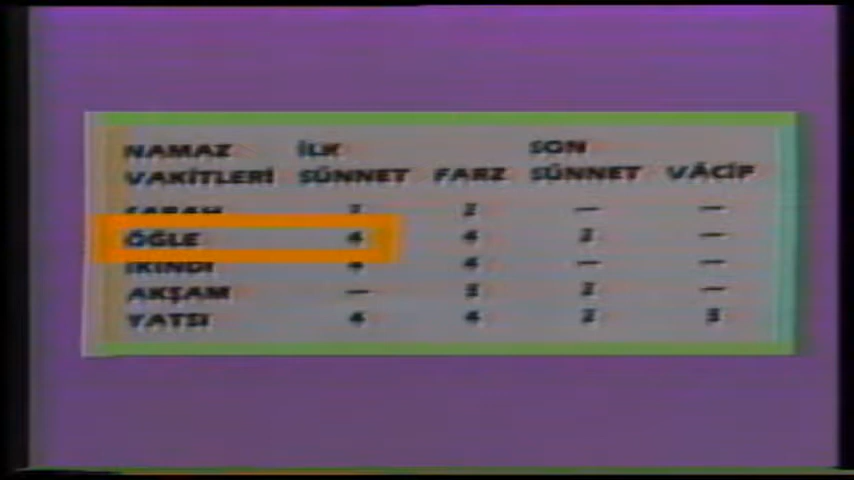 NAMAZ İLK SON
VAKİTLERİ SÜNNET FARZ SÜNNET VÂCİP
SABAH 2 2 — —
ÖĞLE 4 4 2 —
İKİNDİ 4 4 — —
AKŞAM — 3 2 —
YATSI 4 4 2 3